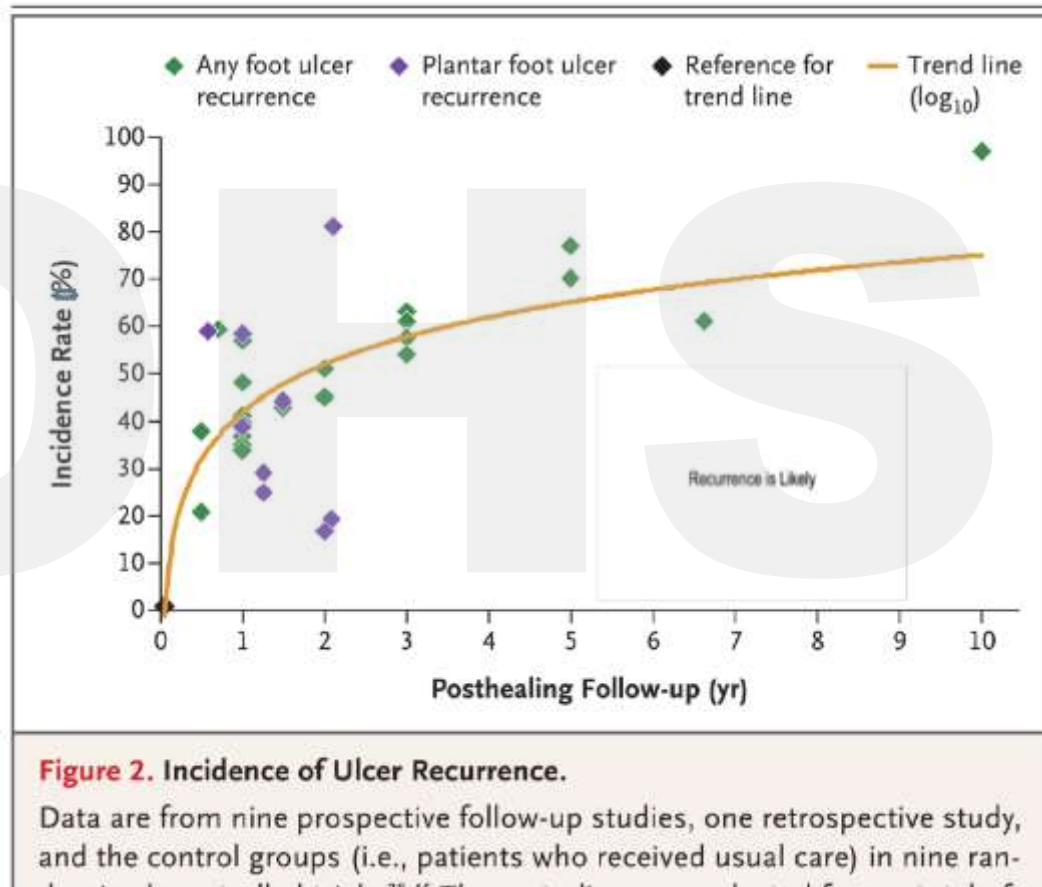 Any foot ulcer recurrence
Plantar foot ulcer recurrence
Reference for trend line
Trend line (log10)
Incidence Rate (%)
100
90
80
70
60
50
40
30
20
10
0
Recurrence is Likely
0 1 2 3 4 5 6 7 8 9 10
Posthealing Follow-up (yr)
Figure 2. Incidence of Ulcer Recurrence.
Data are from nine prospective follow-up studies, one retrospective study,
and the control groups (i.e., patients who received usual care) in nine ran-
OHS